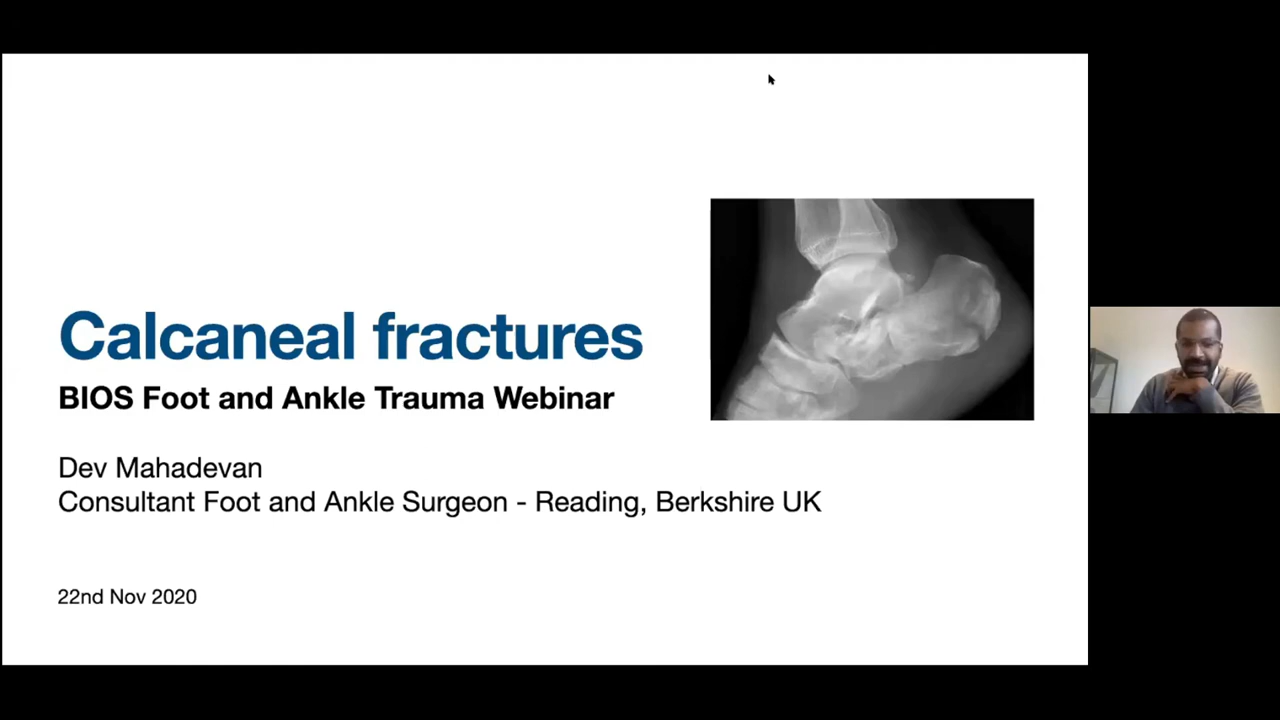 Calcaneal fractures
BIOS Foot and Ankle Trauma Webinar
Dev Mahadevan
Consultant Foot and Ankle Surgeon - Reading, Berkshire UK
22nd Nov 2020